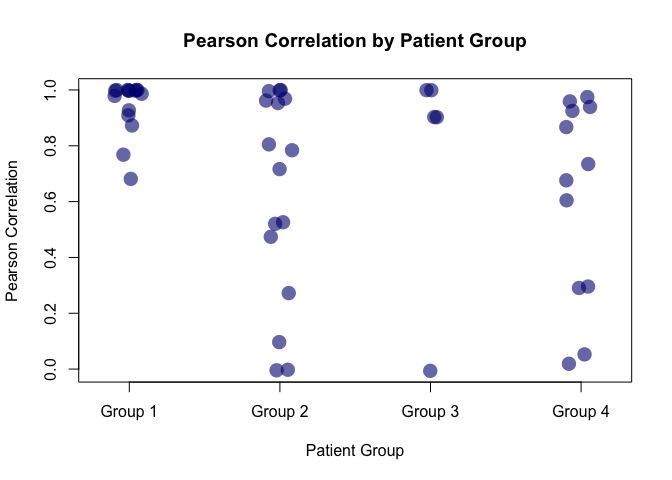 Pearson Correlation by Patient Group
Pearson Correlation
1.0
0.8
0.6
0.4
0.2
0.0
Group 1 Group 2 Group 3 Group 4
Patient Group